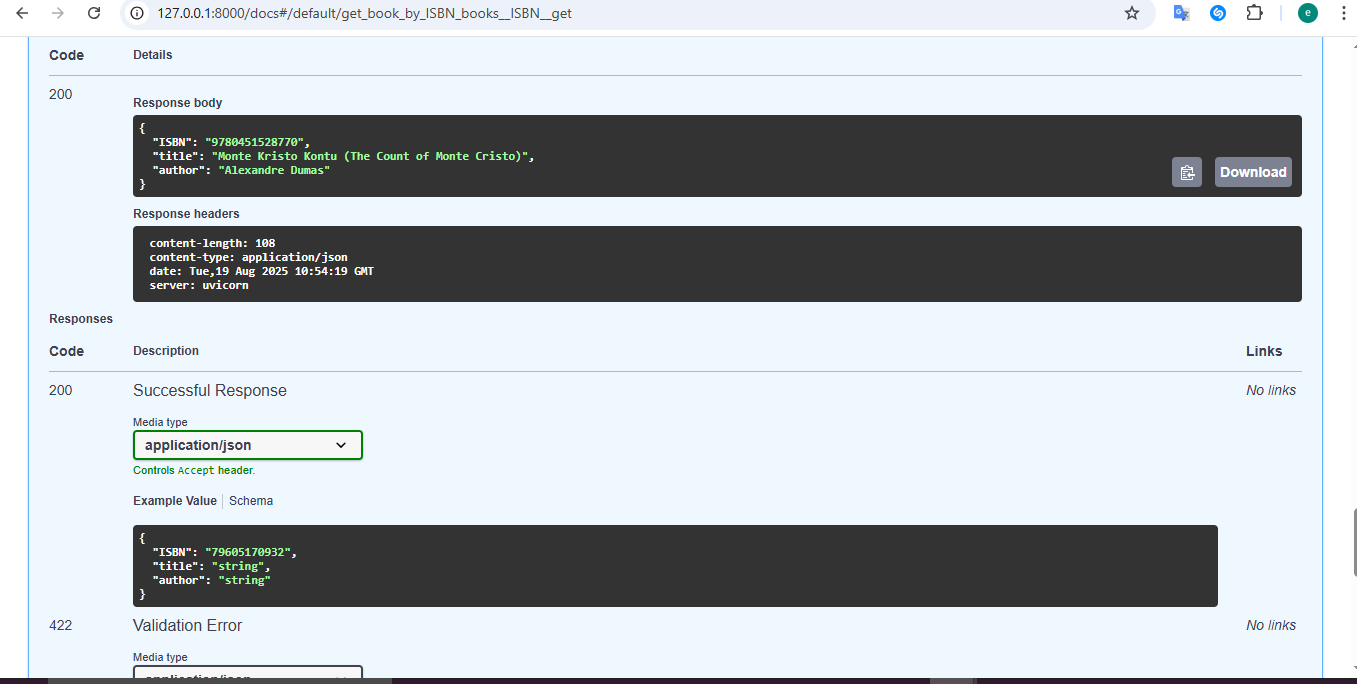 127.0.0.1:8000/docs#/default/get_book_by_ISBN_books__ISBN__get
e
Code Details
200
Response body
{
"ISBN": "9780451528770",
"title": "Monte Kristo Kontu (The Count of Monte Cristo)",
"author": "Alexandre Dumas"
}
Download
Response headers
content-length: 108
content-type: application/json
date: Tue,19 Aug 2025 10:54:19 GMT
server: uvicorn
Responses
Code Description Links
200 Successful Response No links
Media type
application/json
Controls Accept header.
Example Value Schema
{
"ISBN": "79605170932",
"title": "string",
"author": "string"
}
422 Validation Error No links
Media type
application/json